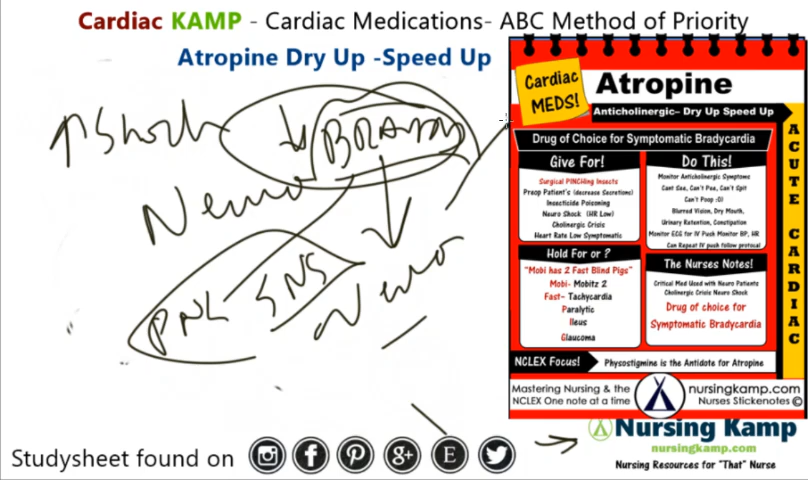 Cardiac KAMP - Cardiac Medications- ABC Method of Priority
Atropine Dry Up -Speed Up
↑Shock
↓ BRADY
Neuro
PNS SNS
Neuro
Cardiac
MEDS!
Atropine
Anticholinergic– Dry Up Speed Up
Drug of Choice for Symptomatic Bradycardia
Give For!
Surgical PINCHing Insects
Preop Patient's (decrease Secretions)
Insecticide Poisoning
Neuro Shock (HR Low)
Cholinergic Crisis
Heart Rate Low Symptomatic
Do This!
Monitor Anticholinergic Symptoms
Cant See, Can't Pee, Can't Spit
Can't Poop :O!
Blurred Vision, Dry Mouth,
Urinary Retention, Constipation
Monitor ECG for IV Push Monitor BP, HR
Can Repeat IV push follow protocal
Hold For or ?
"Mobi has 2 Fast Blind Pigs"
Mobi- Mobitz 2
Fast- Tachycardia
Paralytic
Ileus
Glaucoma
The Nurses Notes!
Critical Med Used with Neuro Patients
Cholinergic Crisis Neuro Shock
Drug of choice for
Symptomatic Bradycardia
ACUTE CARDIAC
NCLEX Focus!
Physostigmine is the Antidote for Atropine
Mastering Nursing & the
NCLEX One note at a time
nursingkamp.com
Nurses Stickenotes ©
Nursing Kamp
nursingkamp.com
Nursing Resources for "That" Nurse
Studysheet found on